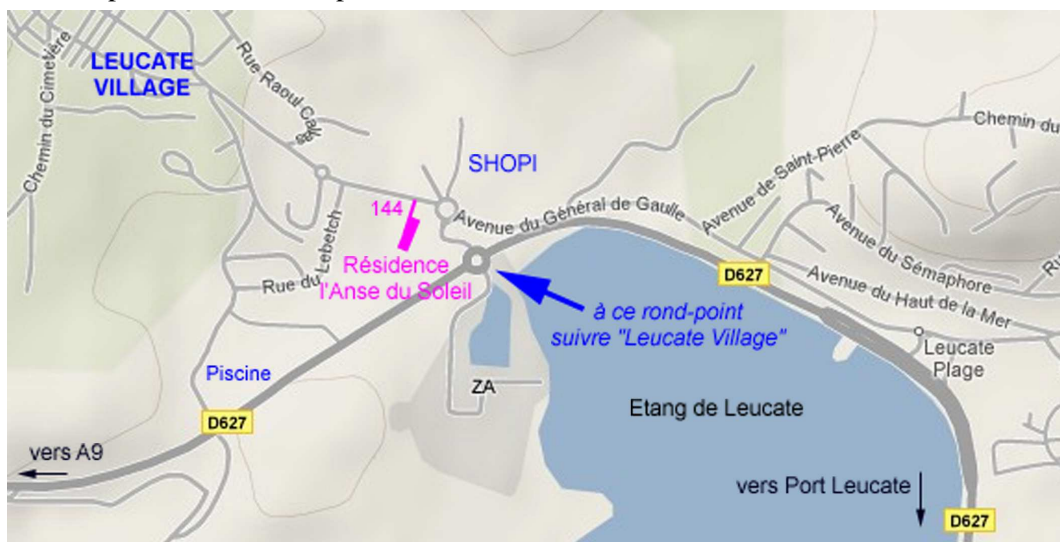 LEUCATE
VILLAGE
Chemin du Cimetière
Rue Raoul Calas
SHOPI
144
Avenue du Général de Gaulle
Avenue de Saint-Pierre
Chemin du
Résidence
l'Anse du Soleil
Rue du Lebetch
D627
Avenue du Sémaphore
Ru
Avenue du Haut de la Mer
à ce rond-point
suivre "Leucate Village"
Leucate
Plage
Piscine
ZA
Etang de Leucate
D627
vers A9
vers Port Leucate
D627